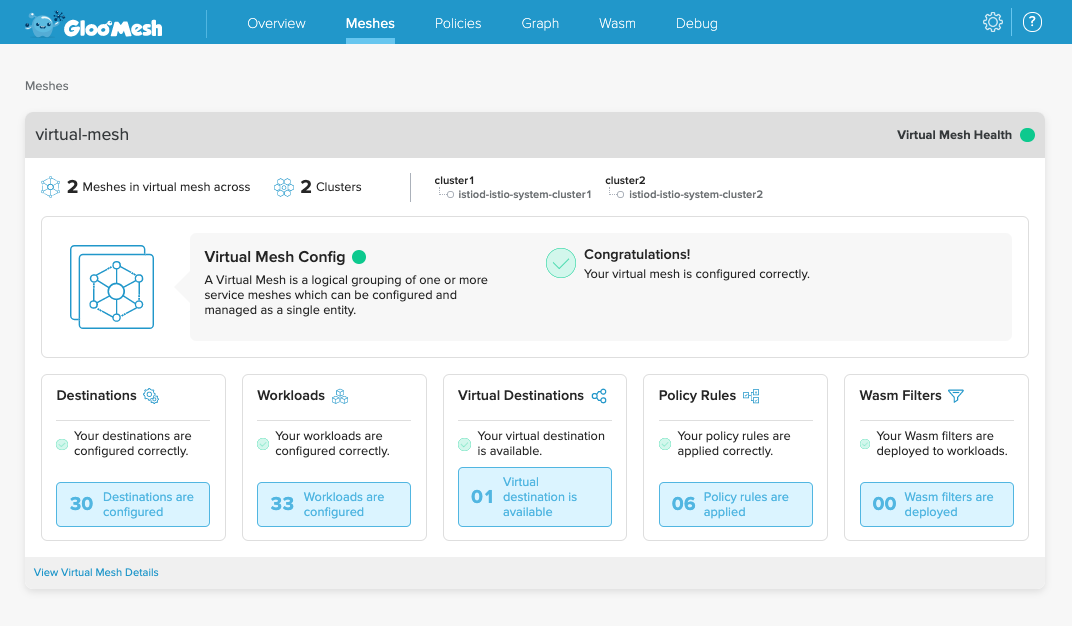 Gloo Mesh
Overview Meshes Policies Graph Wasm Debug
?
Meshes
virtual-mesh
Virtual Mesh Health
2 Meshes in virtual mesh across
2 Clusters
cluster1
istiod-istio-system-cluster1
cluster2
istiod-istio-system-cluster2
Virtual Mesh Config
A Virtual Mesh is a logical grouping of one or more
service meshes which can be configured and
managed as a single entity.
Congratulations!
Your virtual mesh is configured correctly.
Destinations
Your destinations are
configured correctly.
30 Destinations are
configured
Workloads
Your workloads are
configured correctly.
33 Workloads are
configured
Virtual Destinations
Your virtual destination
is available.
01 Virtual
destination is
available
Policy Rules
Your policy rules are
applied correctly.
06 Policy rules are
applied
Wasm Filters
Your Wasm filters are
deployed to workloads.
00 Wasm filters are
deployed
View Virtual Mesh Details